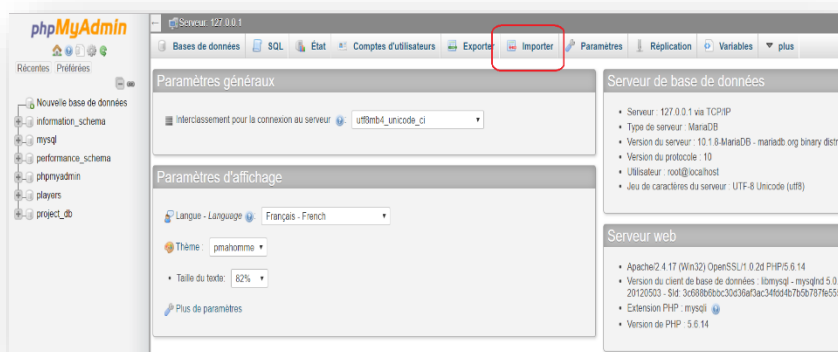 phpMyAdmin
Récentes Préférées
Nouvelle base de données
information_schema
mysql
performance_schema
phpmyadmin
players
project_db
Serveur: 127.0.0.1
Bases de données SQL État Comptes d'utilisateurs Exporter Importer Paramètres Réplication Variables plus
Paramètres généraux
Interclassement pour la connexion au serveur : utf8mb4_unicode_ci
Paramètres d'affichage
Langue - Language : Français - French
Thème : pmahomme
Taille du texte: 82%
Plus de paramètres
Serveur de base de données
Serveur : 127.0.0.1 via TCP/IP
Type de serveur : MariaDB
Version du serveur : 10.1.8-MariaDB - mariadb org binary distr
Version du protocole : 10
Utilisateur : root@localhost
Jeu de caractères du serveur : UTF-8 Unicode (utf8)
Serveur web
Apache/2.4.17 (Win32) OpenSSL/1.0.2d PHP/5.6.14
Version du client de base de données : libmysql - mysqlnd 5.0.
20120503 - $Id:
Extension PHP : mysqli
Version de PHP : 5.6.14